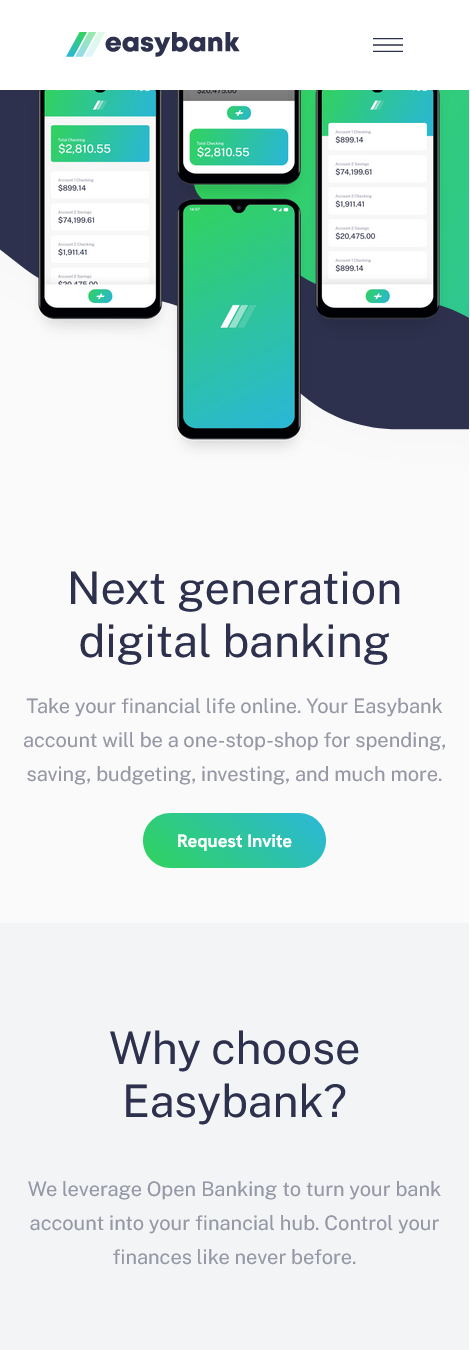 easybank
$20,475.00
Total Checking
$2,810.55
Account 1 Checking
$899.14
Account 2 Savings
$74,199.61
Account 2 Checking
$1,911.41
Account 2 Savings
$20,475.00
Total Checking
$2,810.55
Account 1 Checking
$899.14
Account 2 Savings
$74,199.61
Account 2 Checking
$1,911.41
Account 2 Savings
$20,475.00
Account 1 Checking
$899.14
Next generation
digital banking
Take your financial life online. Your Easybank
account will be a one-stop-shop for spending,
saving, budgeting, investing, and much more.
Request Invite
Why choose
Easybank?
We leverage Open Banking to turn your bank
account into your financial hub. Control your
finances like never before.